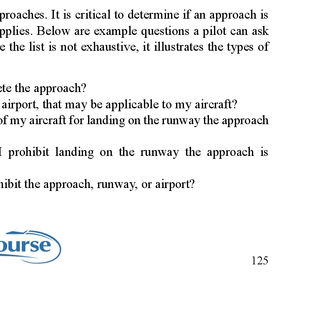 proaches. It is critical to determine if an approach is
pplies. Below are example questions a pilot can ask
e the list is not exhaustive, it illustrates the types of
ete the approach?
airport, that may be applicable to my aircraft?
of my aircraft for landing on the runway the approach
prohibit landing on the runway the approach is
hibit the approach, runway, or airport?
ourse
125